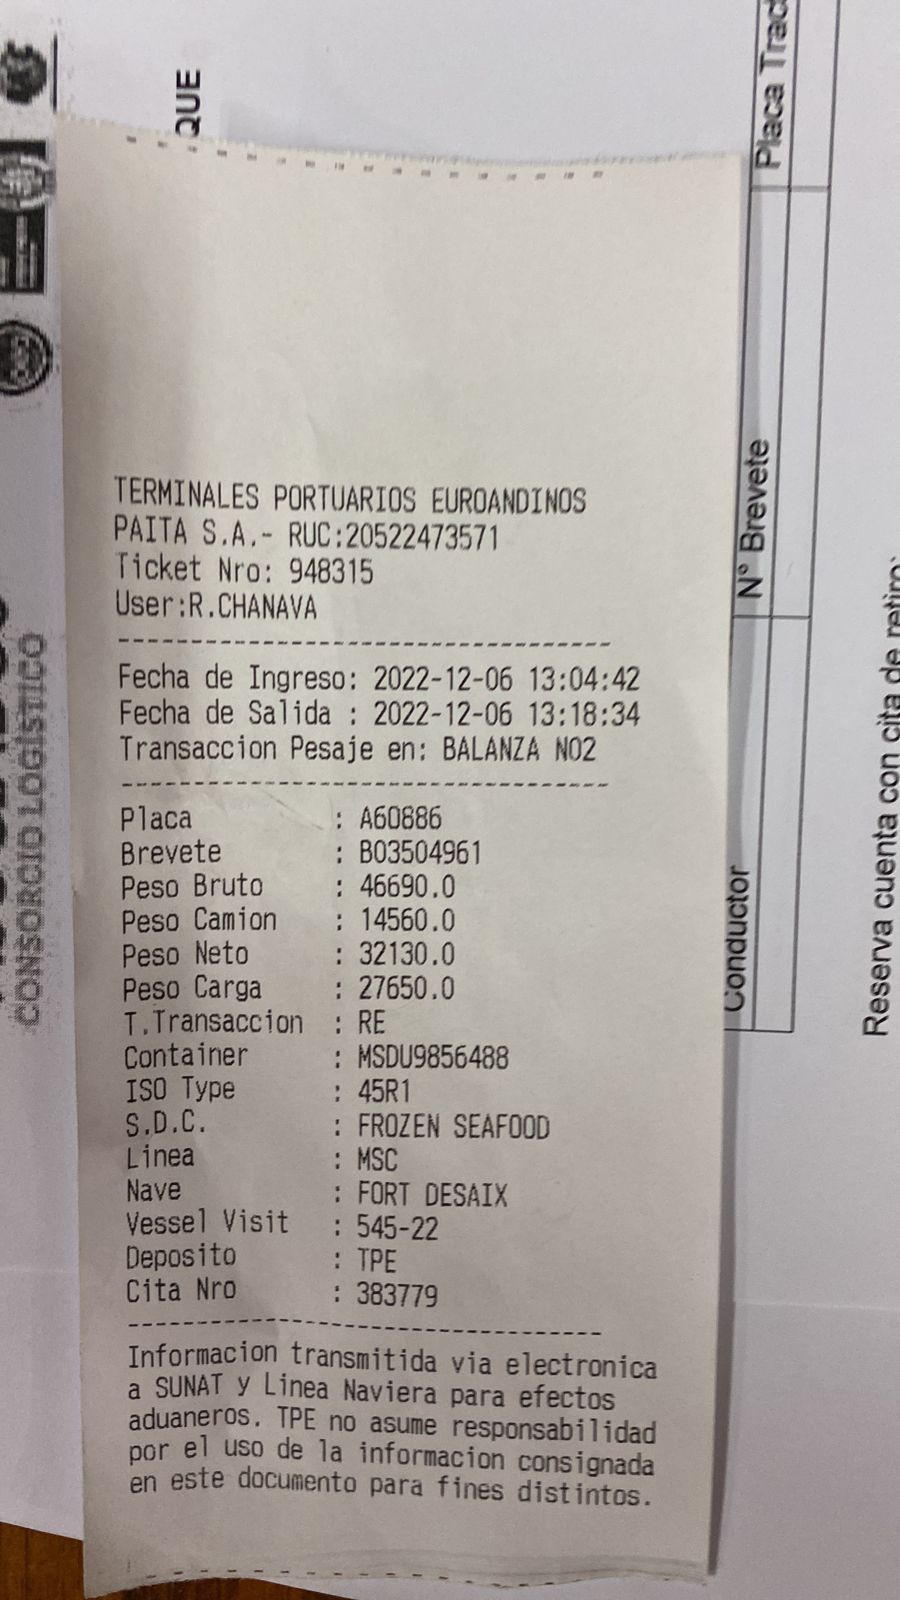 TERMINALES PORTUARIOS EUROANDINOS
PAITA S.A.- RUC:20522473571
Ticket Nro: 948315
User:R.CHANAVA
---------------------------------
Fecha de Ingreso: 2022-12-06 13:04:42
Fecha de Salida : 2022-12-06 13:18:34
Transaccion Pesaje en: BALANZA NO2
---------------------------------
Placa : A60886
Brevete : B03504961
Peso Bruto : 46690.0
Peso Camion : 14560.0
Peso Neto : 32130.0
Peso Carga : 27650.0
T.Transaccion : RE
Container : MSDU9856488
ISO Type : 45R1
S.D.C. : FROZEN SEAFOOD
Linea : MSC
Nave : FORT DESAIX
Vessel Visit : 545-22
Deposito : TPE
Cita Nro : 383779
---------------------------------
Informacion transmitida via electronica
a SUNAT y Linea Naviera para efectos
aduaneros. TPE no asume responsabilidad
por el uso de la informacion consignada
en este documento para fines distintos.
CONSORCIO LOGÍSTICO
QUE
Conductor
N° Brevete
Placa Trac
Reserva cuenta con cita de retiro: